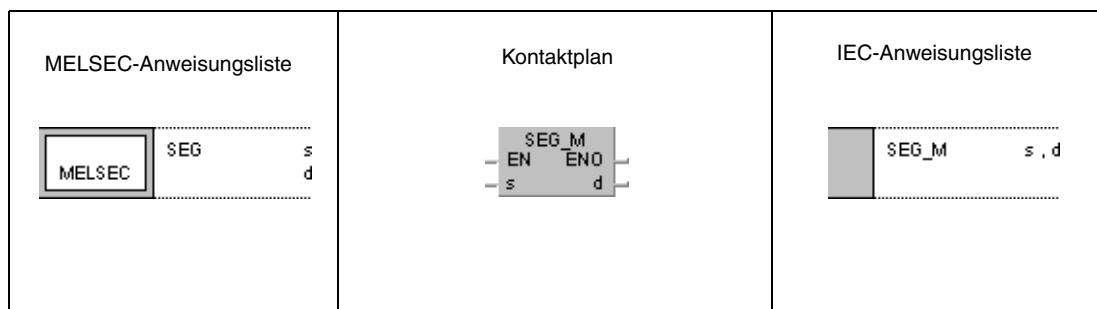 MELSEC-Anweisungsliste
MELSEC
SEG s
d
Kontaktplan
SEG_M
EN ENO
s d
IEC-Anweisungsliste
SEG_M s , d